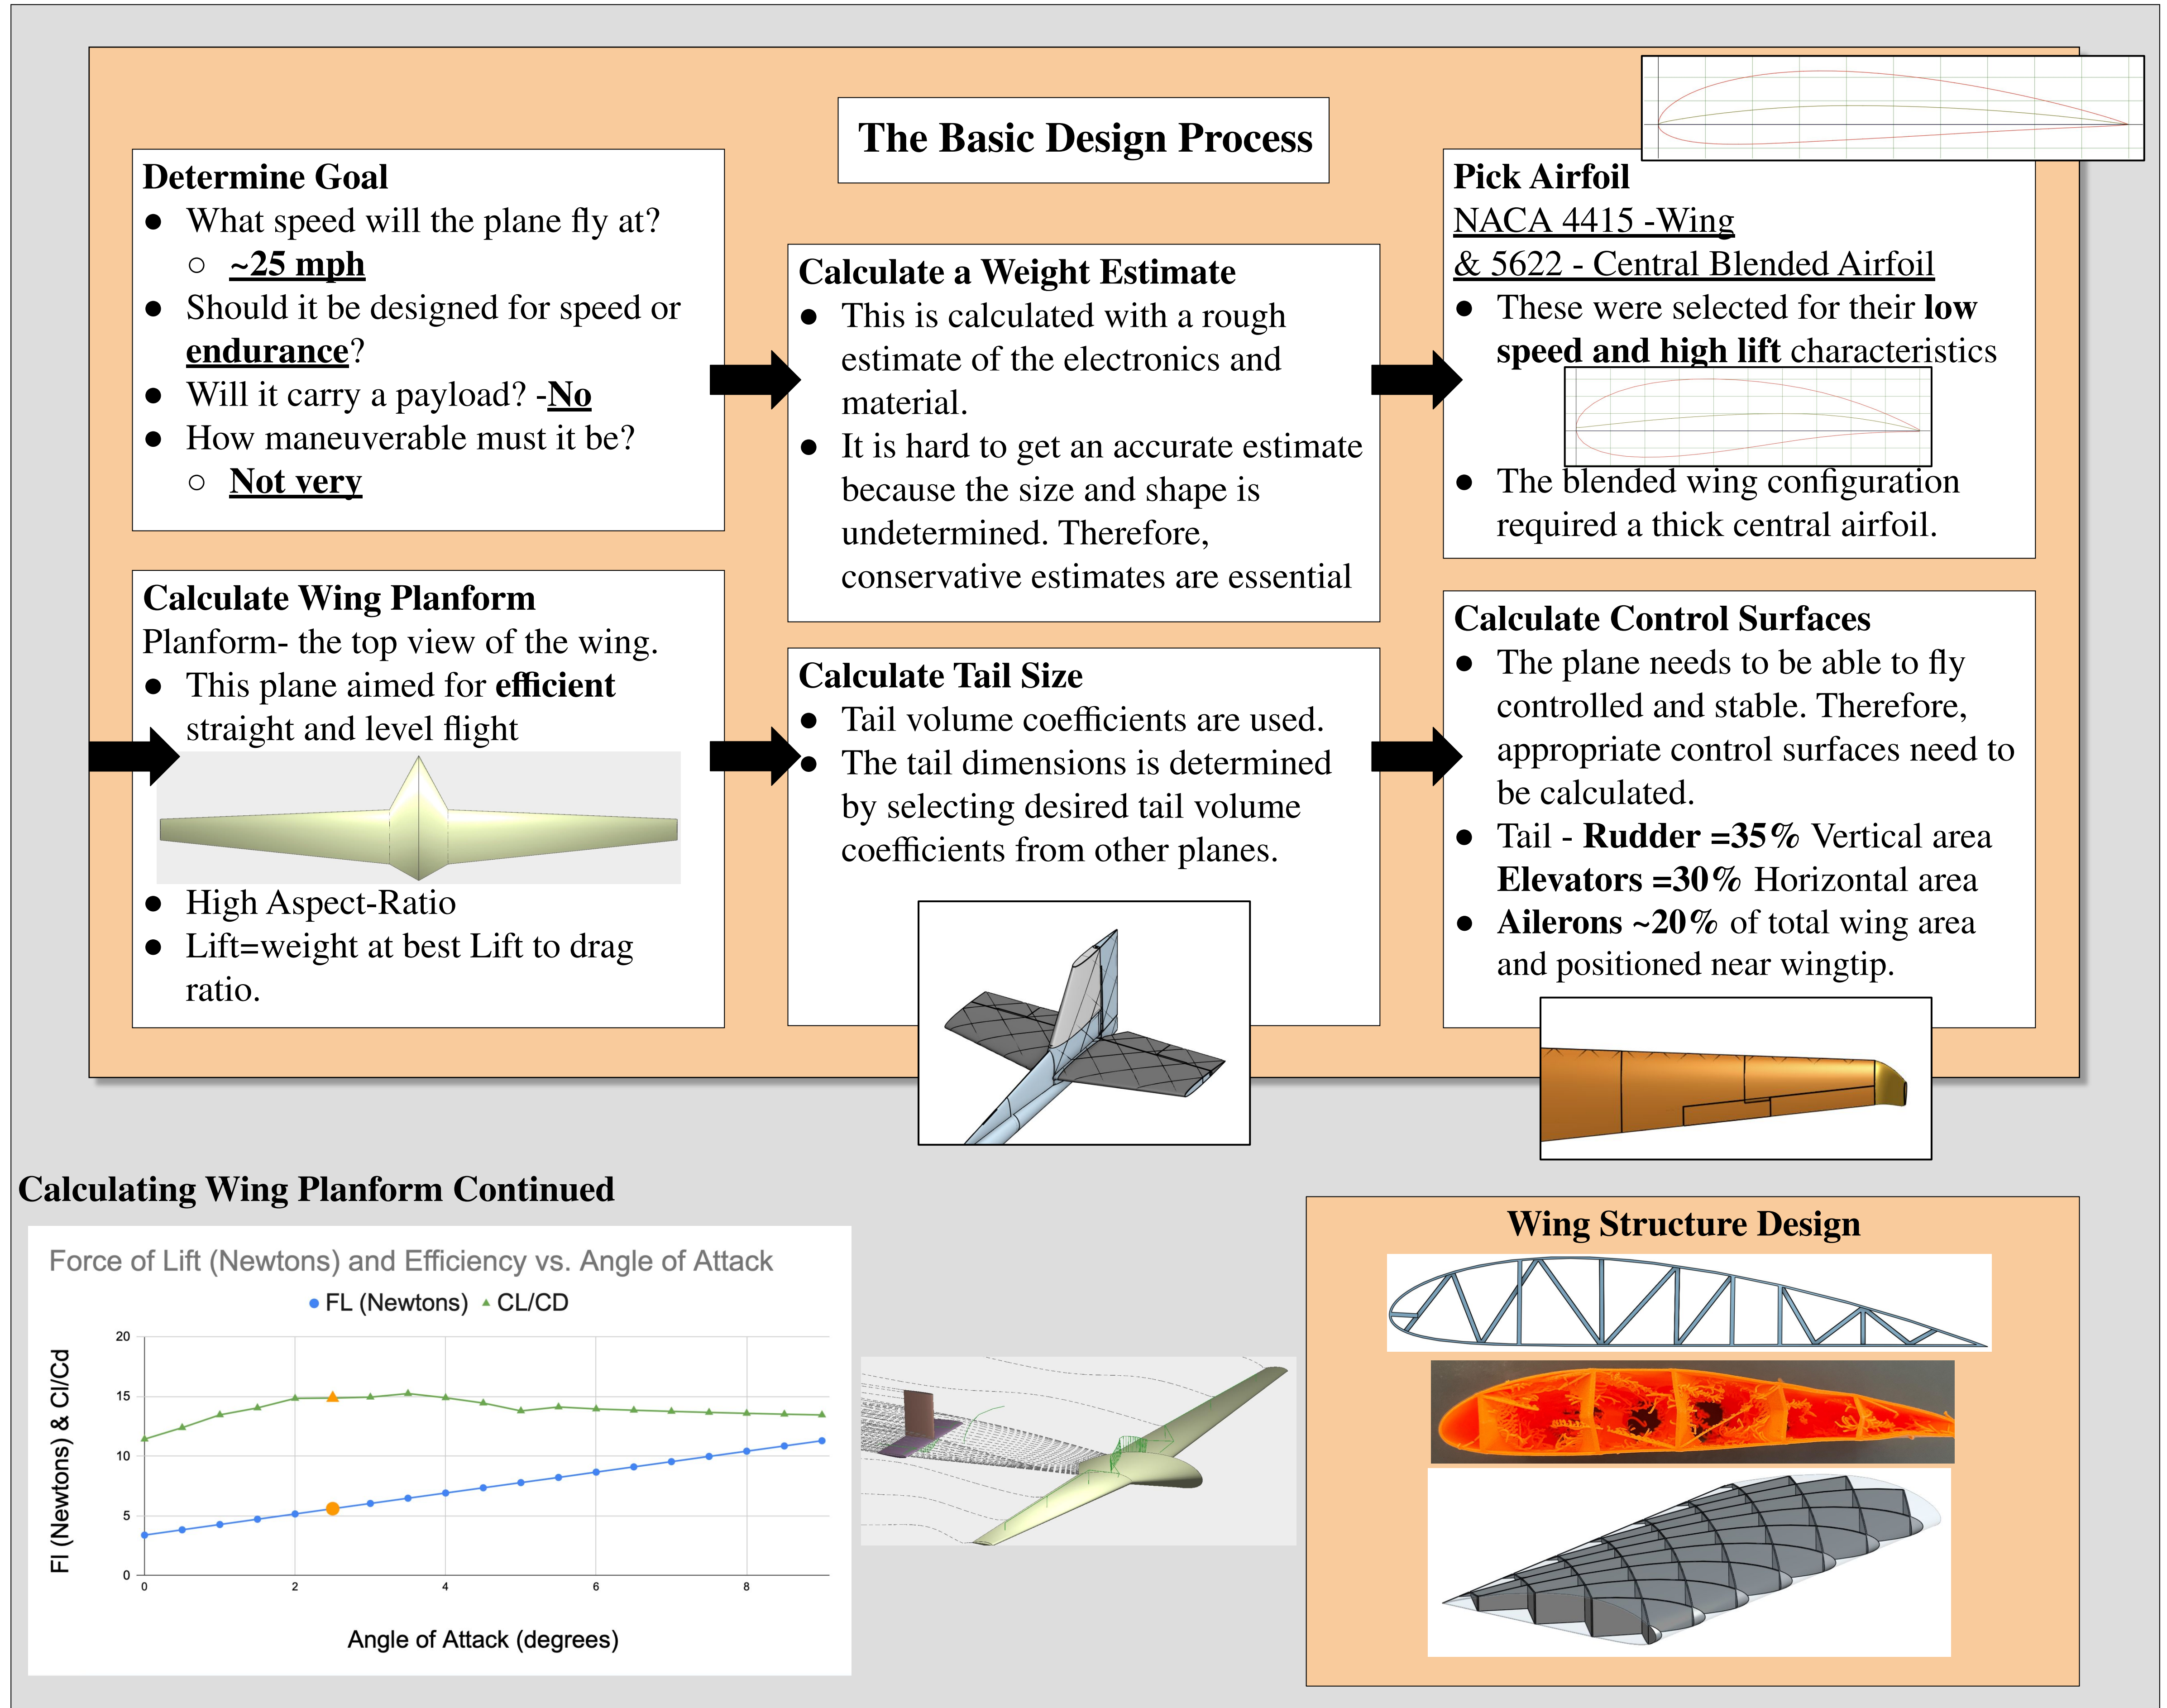 The Basic Design Process
Determine Goal
● What speed will the plane fly at?
○ ~25 mph
● Should it be designed for speed or
endurance?
● Will it carry a payload? -No
● How maneuverable must it be?
○ Not very
Calculate a Weight Estimate
● This is calculated with a rough
estimate of the electronics and
material.
● It is hard to get an accurate estimate
because the size and shape is
undetermined. Therefore,
conservative estimates are essential
Pick Airfoil
NACA 4415 -Wing
& 5622 - Central Blended Airfoil
● These were selected for their low
speed and high lift characteristics
● The blended wing configuration
required a thick central airfoil.
Calculate Wing Planform
Planform- the top view of the wing.
● This plane aimed for efficient
straight and level flight
● High Aspect-Ratio
● Lift=weight at best Lift to drag
ratio.
Calculate Tail Size
● Tail volume coefficients are used.
● The tail dimensions is determined
by selecting desired tail volume
coefficients from other planes.
Calculate Control Surfaces
● The plane needs to be able to fly
controlled and stable. Therefore,
appropriate control surfaces need to
be calculated.
● Tail - Rudder =35% Vertical area
Elevators =30% Horizontal area
● Ailerons ~20% of total wing area
and positioned near wingtip.
Calculating Wing Planform Continued
Force of Lift (Newtons) and Efficiency vs. Angle of Attack
FL (Newtons) CL/CD
Fl (Newtons) & Cl/Cd
20
15
10
5
0
0 2 4 6 8
Angle of Attack (degrees)
Wing Structure Design